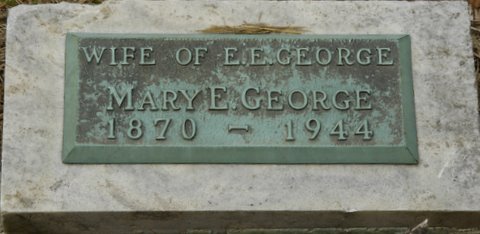 WIFE OF E.E.GEORGE
MARY E. GEORGE
1870 – 1944